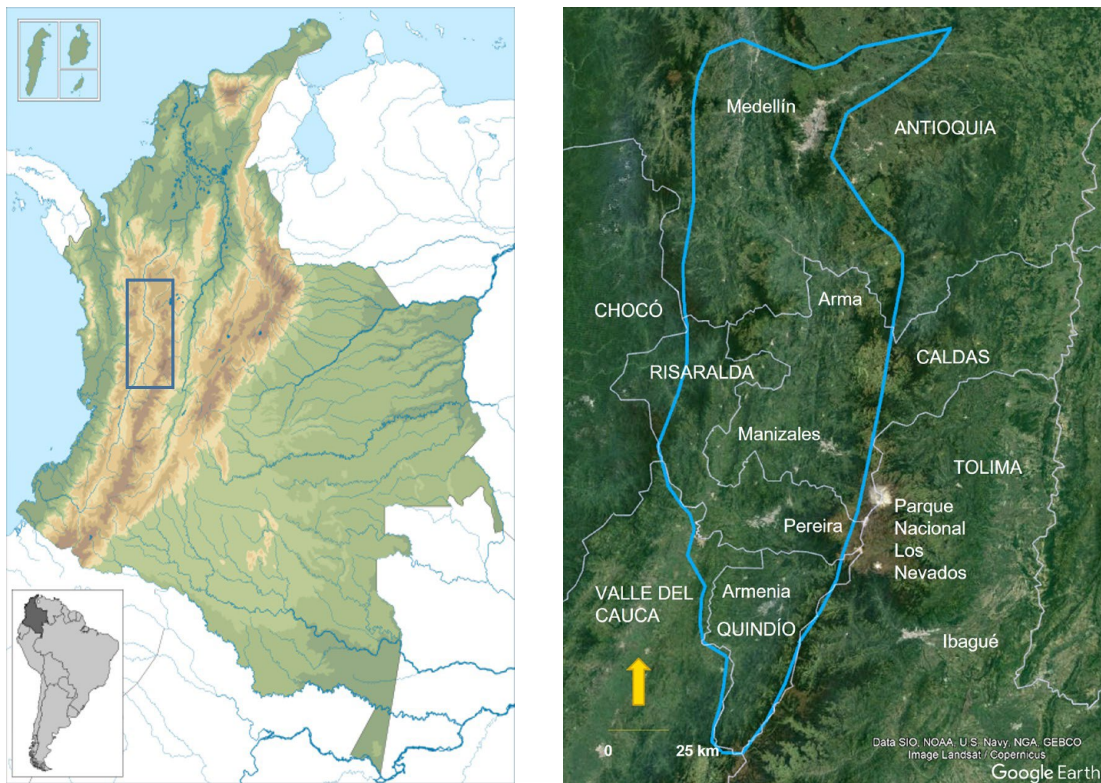 Medellín
ANTIOQUIA
CHOCÓ
Arma
CALDAS
RISARALDA
Manizales
TOLIMA
Pereira
Parque
Nacional
Los
Nevados
VALLE DEL
CAUCA
Armenia
QUINDÍO
Ibagué
0
25 km
Data SIO, NOAA, U.S. Navy, NGA, GEBCO
Image Landsat / Copernicus
Google Earth